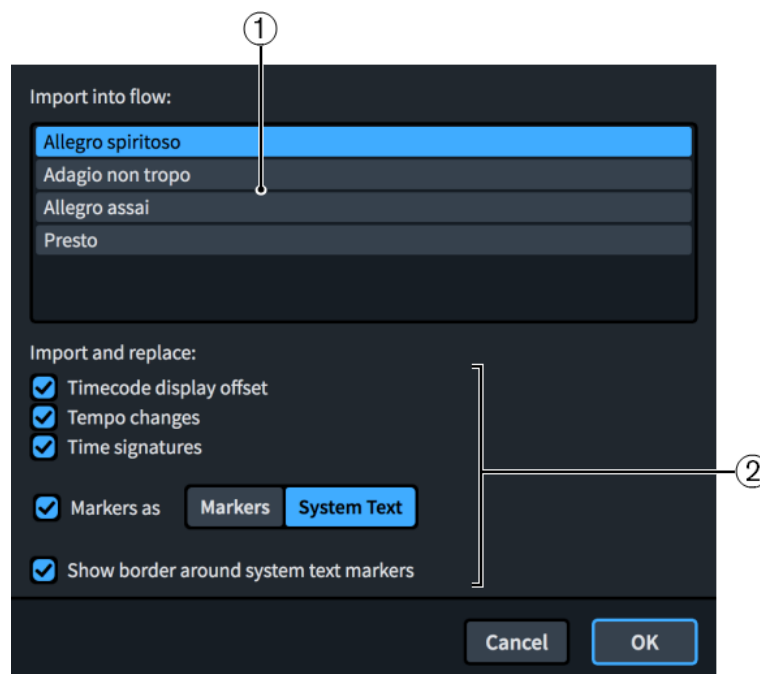 ①
Import into flow:
Allegro spiritoso
Adagio non tropo
Allegro assai
Presto
Import and replace:
Timecode display offset
Tempo changes
Time signatures
②
Markers as Markers System Text
Show border around system text markers
Cancel OK